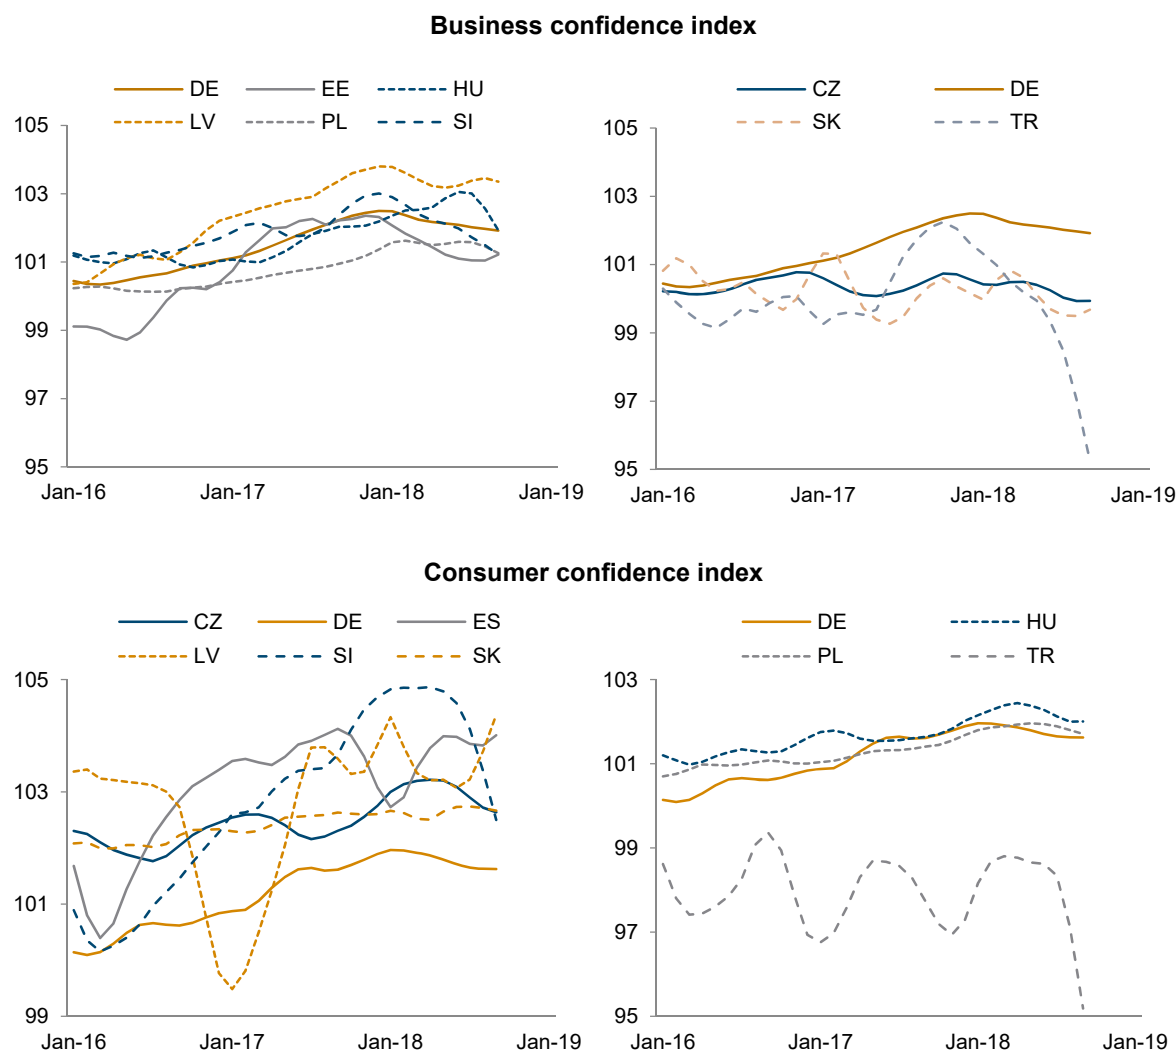 Business confidence index
DE EE HU
LV PL SI
105
103
101
99
97
95
Jan-16 Jan-17 Jan-18 Jan-19
CZ DE
SK TR
105
103
101
99
97
95
Jan-16 Jan-17 Jan-18 Jan-19
Consumer confidence index
CZ DE ES
LV SI SK
105
103
101
99
Jan-16 Jan-17 Jan-18 Jan-19
DE HU
PL TR
103
101
99
97
95
Jan-16 Jan-17 Jan-18 Jan-19